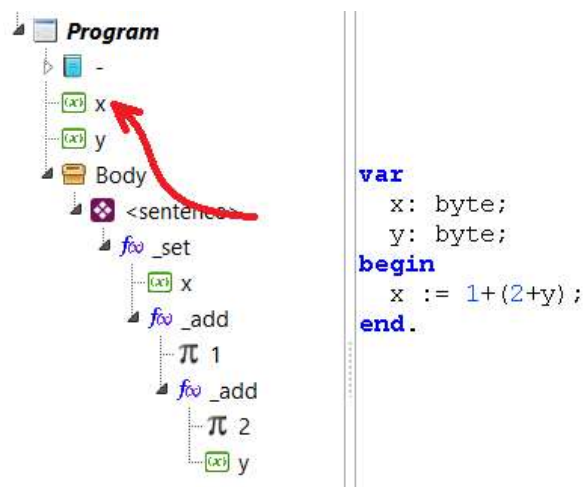 Program
-
x
y
Body
<sentence>
f(x) _set
(x) x
f(x) _add
π 1
f(x) _add
π 2
(x) y
var
x: byte;
y: byte;
begin
x := 1+(2+y);
end.